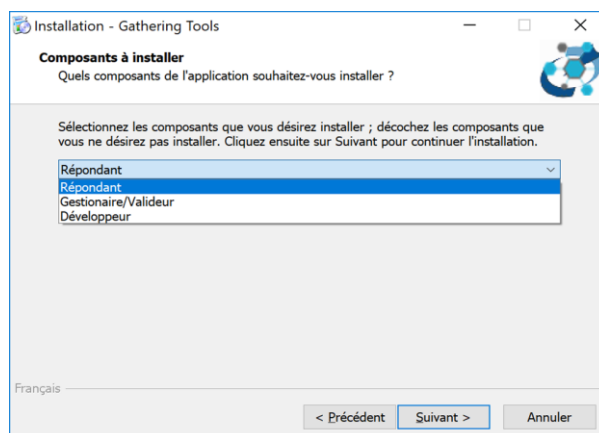 Installation - Gathering Tools
Composants à installer
Quels composants de l'application souhaitez-vous installer ?
Sélectionnez les composants que vous désirez installer ; décochez les composants que
vous ne désirez pas installer. Cliquez ensuite sur Suivant pour continuer l'installation.
Répondant
Répondant
Gestionaire/Valideur
Développeur
Français
< Précédent
Suivant >
Annuler